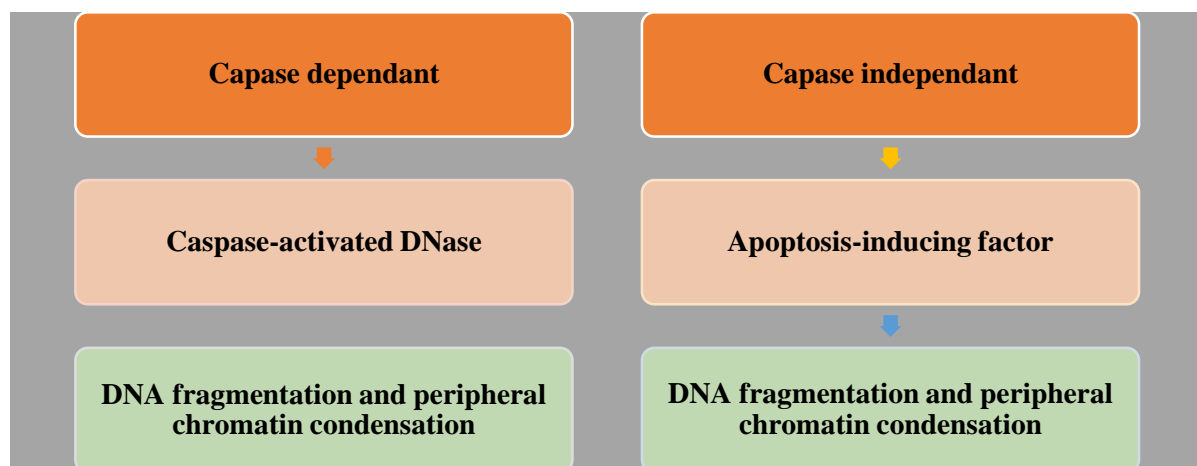 Capase dependant
Caspase-activated DNase
DNA fragmentation and peripheral
chromatin condensation
Capase independant
Apoptosis-inducing factor
DNA fragmentation and peripheral
chromatin condensation